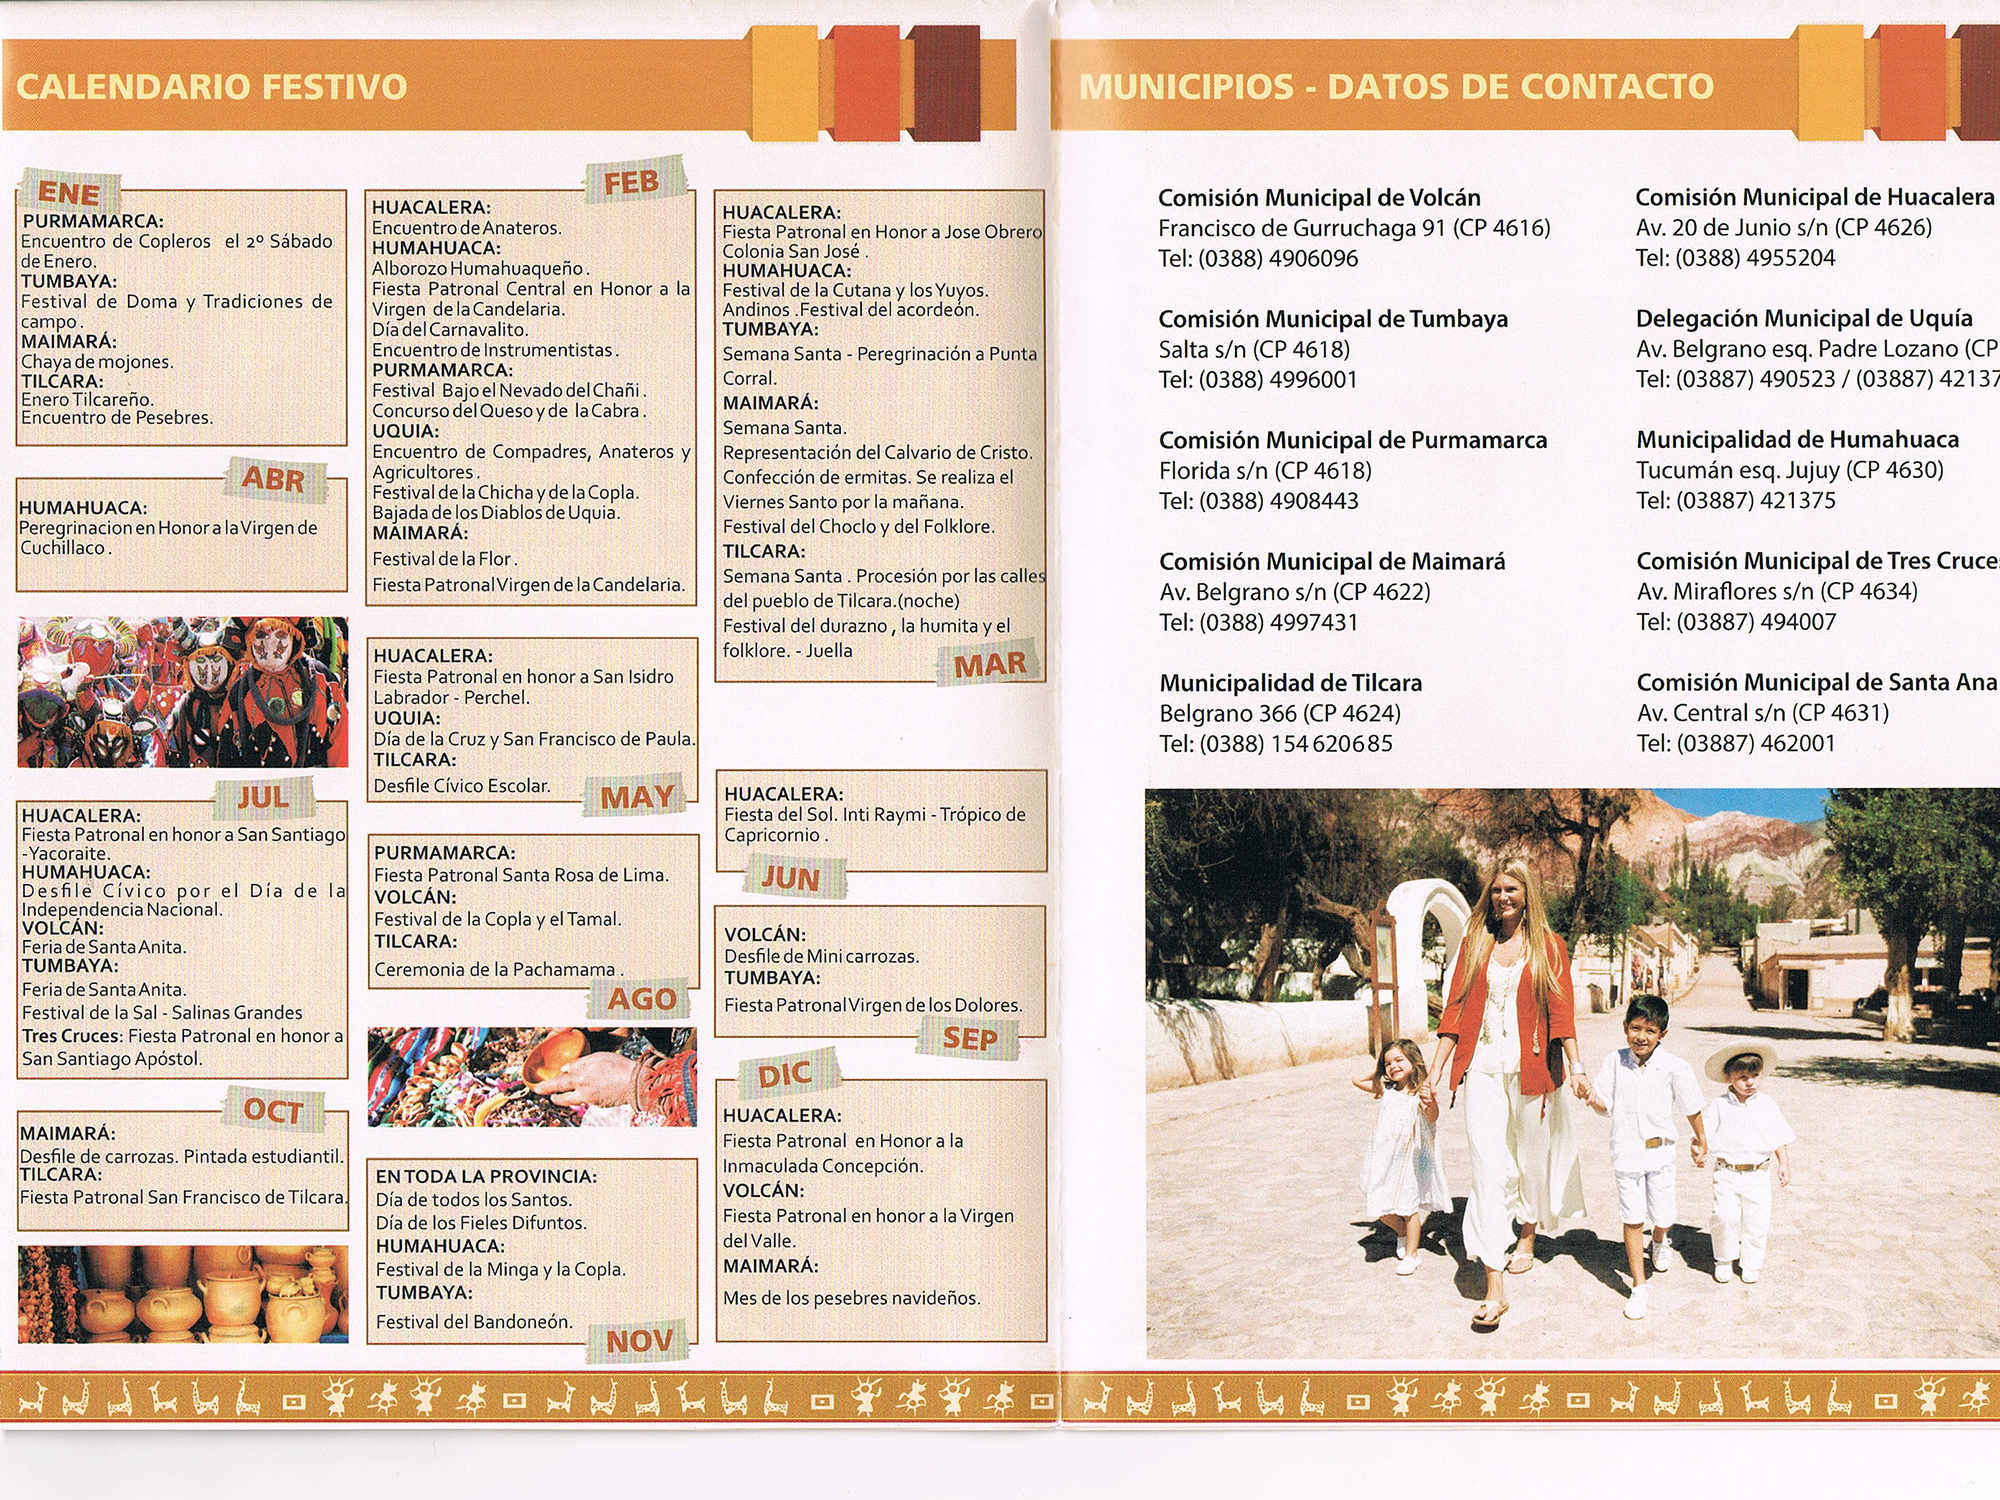 CALENDARIO FESTIVO
ENE
PURMAMARCA:
Encuentro de Copleros el 2º Sábado
de Enero.
TUMBAYA:
Festival de Doma y Tradiciones de
campo .
MAIMARÁ:
Chaya de mojones.
TILCARA:
Enero Tilcareño.
Encuentro de Pesebres.
FEB
HUACALERA:
Encuentro de Anateros.
HUMAHUACA:
Alborozo Humahuaqueño .
Fiesta Patronal Central en Honor a la
Virgen de la Candelaria.
Día del Carnavalito.
Encuentro de Instrumentistas .
PURMAMARCA:
Festival Bajo el Nevado del Chañi .
Concurso del Queso y de la Cabra .
UQUIA:
Encuentro de Compadres, Anateros y
Agricultores .
Festival de la Chicha y de la Copla.
Bajada de los Diablos de Uquia.
MAIMARÁ:
Festival de la Flor .
Fiesta Patronal Virgen de la Candelaria.
HUACALERA:
Fiesta Patronal en Honor a Jose Obrero
Colonia San José .
HUMAHUACA:
Festival de la Cutana y los Yuyos.
Andinos .Festival del acordeón.
TUMBAYA:
Semana Santa - Peregrinación a Punta
Corral.
MAIMARÁ:
Semana Santa.
Representación del Calvario de Cristo.
Confección de ermitas. Se realiza el
Viernes Santo por la mañana.
Festival del Choclo y del Folklore.
TILCARA:
Semana Santa . Procesión por las calles
del pueblo de Tilcara.(noche)
Festival del durazno , la humita y el
folklore. - Juella
MAR
ABR
HUMAHUACA:
Peregrinacion en Honor a la Virgen de
Cuchillaco .
HUACALERA:
Fiesta Patronal en honor a San Isidro
Labrador - Perchel.
UQUIA:
Día de la Cruz y San Francisco de Paula.
TILCARA:
Desfile Cívico Escolar.
MAY
HUACALERA:
Fiesta del Sol. Inti Raymi - Trópico de
Capricornio .
JUN
JUL
HUACALERA:
Fiesta Patronal en honor a San Santiago
-Yacoraite.
HUMAHUACA:
Desfile Cívico por el Día de la
Independencia Nacional.
VOLCÁN:
Feria de Santa Anita.
TUMBAYA:
Feria de Santa Anita.
Festival de la Sal - Salinas Grandes
Tres Cruces: Fiesta Patronal en honor a
San Santiago Apóstol.
PURMAMARCA:
Fiesta Patronal Santa Rosa de Lima.
VOLCÁN:
Festival de la Copla y el Tamal.
TILCARA:
Ceremonia de la Pachamama .
AGO
VOLCÁN:
Desfile de Mini carrozas.
TUMBAYA:
Fiesta Patronal Virgen de los Dolores.
SEP
OCT
MAIMARÁ:
Desfile de carrozas. Pintada estudiantil.
TILCARA:
Fiesta Patronal San Francisco de Tilcara.
EN TODA LA PROVINCIA:
Día de todos los Santos.
Día de los Fieles Difuntos.
HUMAHUACA:
Festival de la Minga y la Copla.
TUMBAYA:
Festival del Bandoneón.
NOV
DIC
HUACALERA:
Fiesta Patronal en Honor a la
Inmaculada Concepción.
VOLCÁN:
Fiesta Patronal en honor a la Virgen
del Valle.
MAIMARÁ:
Mes de los pesebres navideños.
MUNICIPIOS - DATOS DE CONTACTO
Comisión Municipal de Volcán
Francisco de Gurruchaga 91 (CP 4616)
Tel: (0388) 4906096
Comisión Municipal de Tumbaya
Salta s/n (CP 4618)
Tel: (0388) 4996001
Comisión Municipal de Purmamarca
Florida s/n (CP 4618)
Tel: (0388) 4908443
Comisión Municipal de Maimará
Av. Belgrano s/n (CP 4622)
Tel: (0388) 4997431
Municipalidad de Tilcara
Belgrano 366 (CP 4624)
Tel: (0388) 154 620685
Comisión Municipal de Huacalera
Av. 20 de Junio s/n (CP 4626)
Tel: (0388) 4955204
Delegación Municipal de Uquía
Av. Belgrano esq. Padre Lozano (CP
Tel: (03887) 490523 / (03887) 42137
Municipalidad de Humahuaca
Tucumán esq. Jujuy (CP 4630)
Tel: (03887) 421375
Comisión Municipal de Tres Cruce
Av. Miraflores s/n (CP 4634)
Tel: (03887) 494007
Comisión Municipal de Santa Ana
Av. Central s/n (CP 4631)
Tel: (03887) 462001